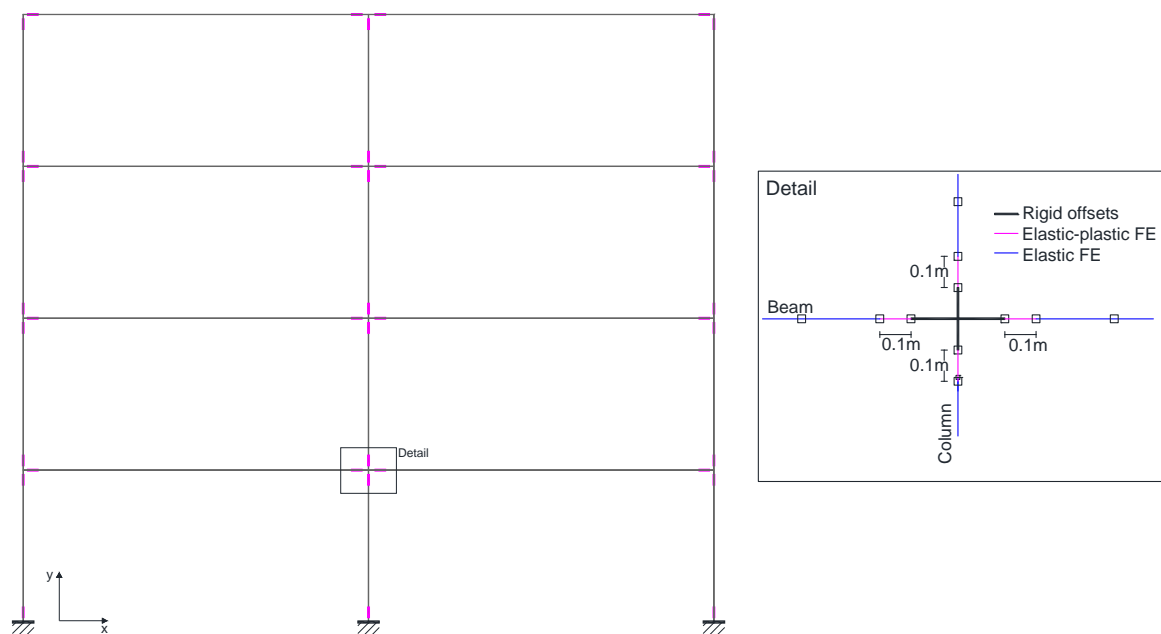 Detail
y
x
Detail
Rigid offsets
Elastic-plastic FE
Elastic FE
0.1m
Beam
0.1m
0.1m
0.1m
Column